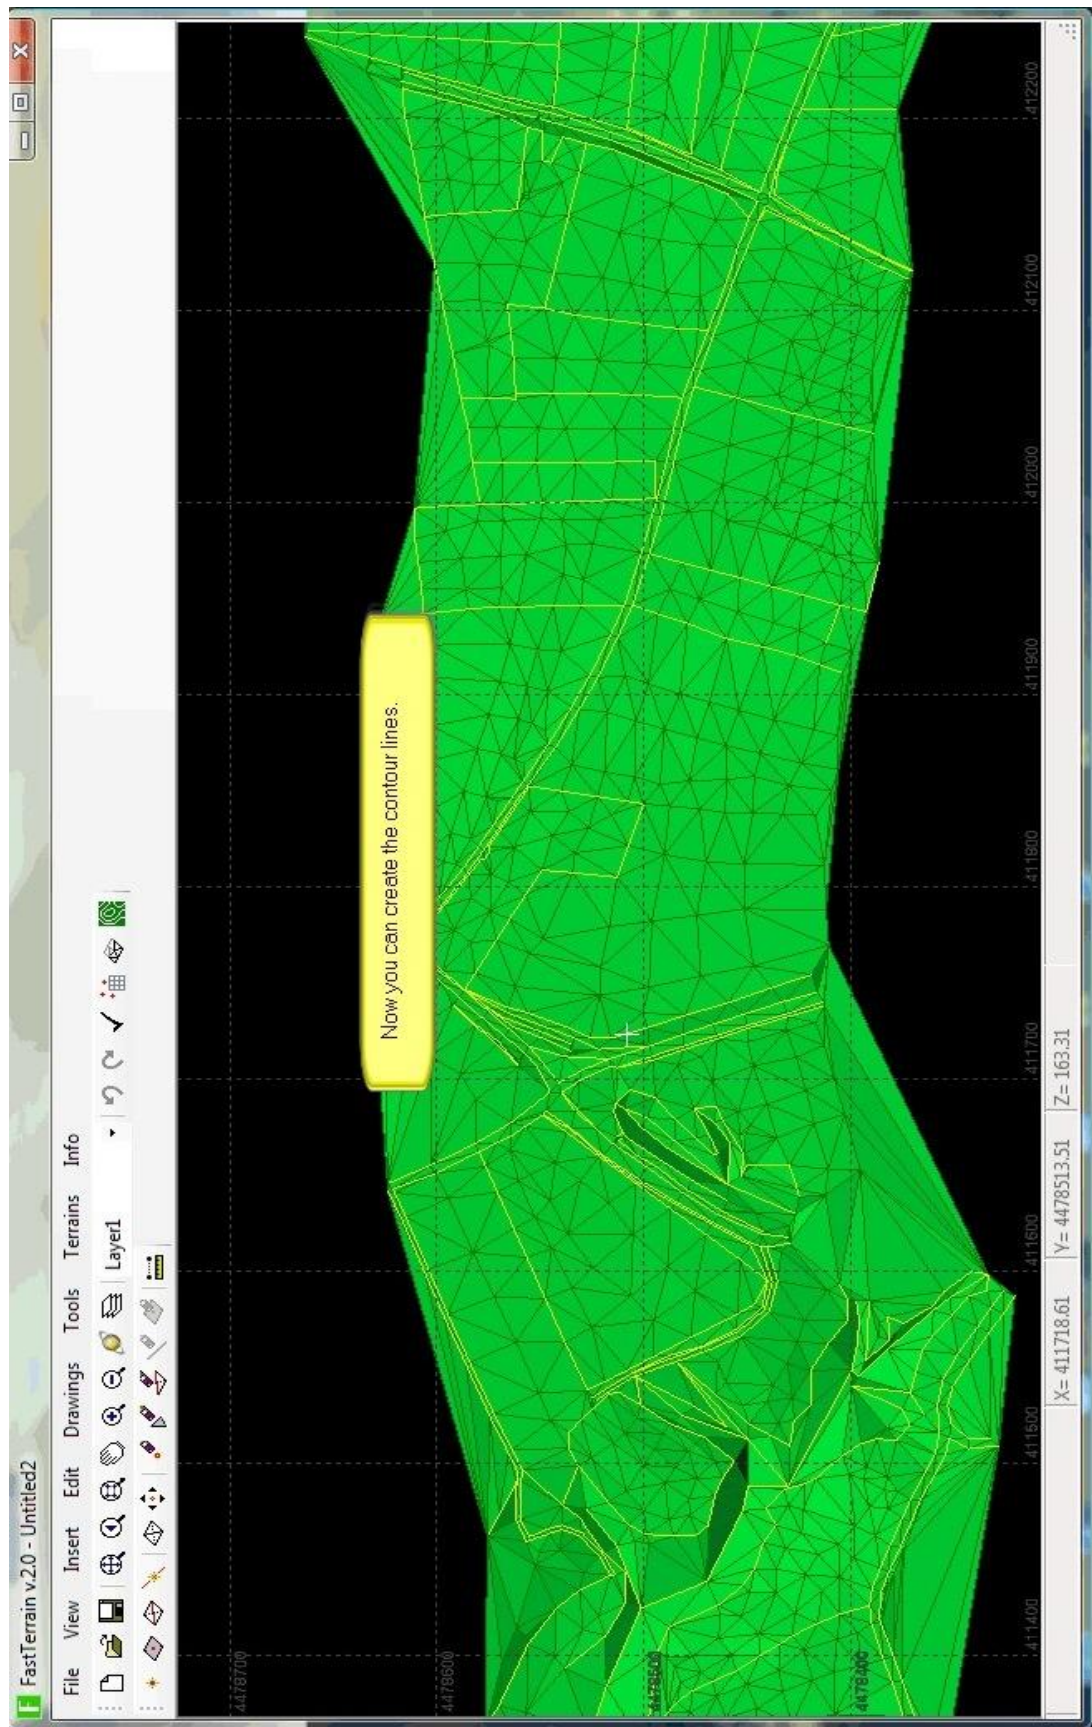 FastTerrain v.2.0 - Untitled2
File View Insert Edit Drawings Tools Terrains Info
Layer1
Now you can create the contour lines.
4478700
4478600
4478500
4478400
411400 411500 411600 411700 411800 411900 412000 412100 412200
X= 411718.61 Y= 4478513.51 Z= 163.31